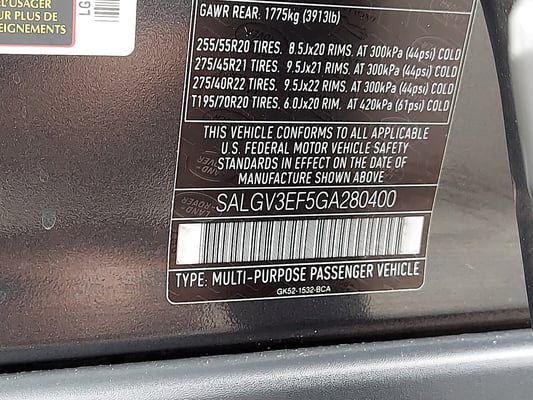 L'USAGER
UR PLUS DE
ENSEIGNEMENTS
LG
GAWR REAR: 1775kg (3913lb)
255/55R20 TIRES. 8.5Jx20 RIMS. AT 300kPa (44psi) COLD
275/45R21 TIRES. 9.5Jx21 RIMS. AT 300kPa (44psi) COLD
275/40R22 TIRES. 9.5Jx22 RIMS. AT 300kPa (44psi) COLD
T195/70R20 TIRES. 6.0Jx20 RIM. AT 420kPa (61psi) COLD
THIS VEHICLE CONFORMS TO ALL APPLICABLE
U.S. FEDERAL MOTOR VEHICLE SAFETY
STANDARDS IN EFFECT ON THE DATE OF
MANUFACTURE SHOWN ABOVE
SALGV3EF5GA280400
TYPE: MULTI-PURPOSE PASSENGER VEHICLE
GK52-1532-BCA